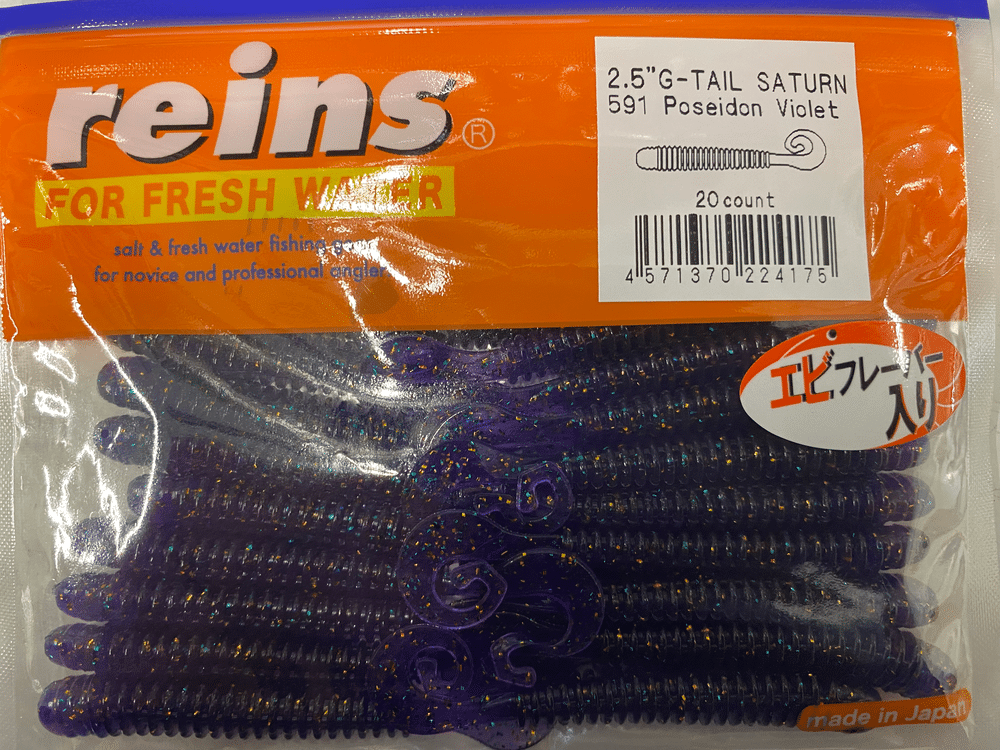 reins®
FOR FRESH WATER
salt & fresh water fishing
for novice and professional angler
2.5"G-TAIL SATURN
591 Poseidon Violet
20 count
4 571370 224175
エビフレーバー
入り
made in Japan